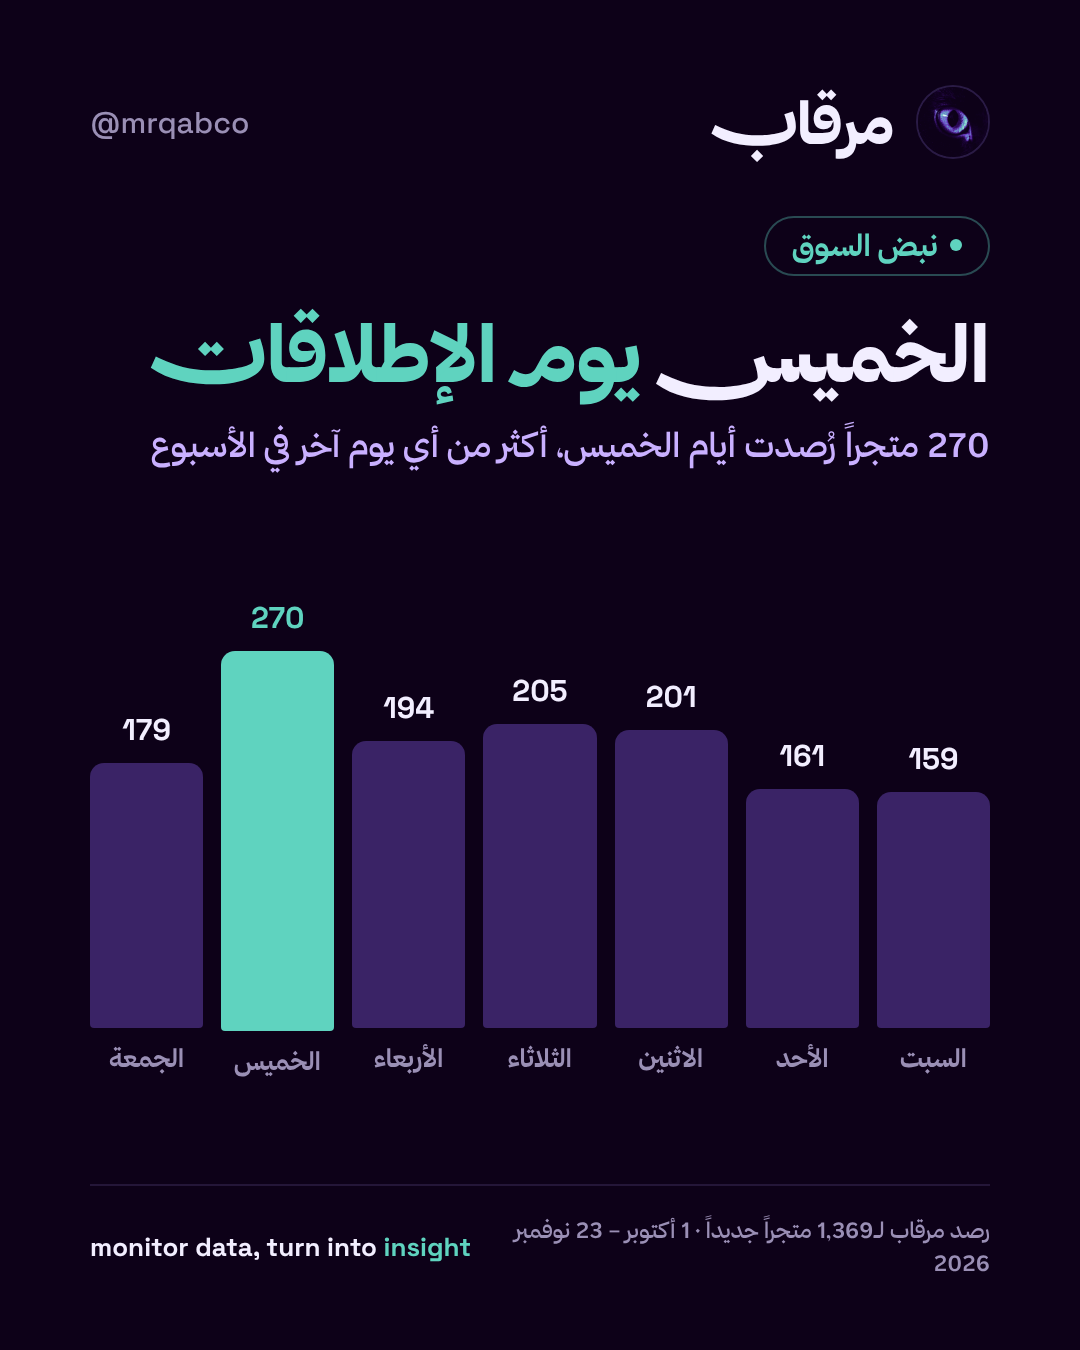 مرقاب
@mrqabco
نبض السوق
الخميس يوم الإطلاقات
270 متجراً رُصدت أيام الخميس، أكثر من أي يوم آخر في الأسبوع
159
161
201
205
194
270
179
السبت
الأحد
الاثنين
الثلاثاء
الأربعاء
الخميس
الجمعة
رصد مرقاب لـ1,369 متجراً جديداً · 1 أكتوبر – 23 نوفمبر
2026
monitor data, turn into insight